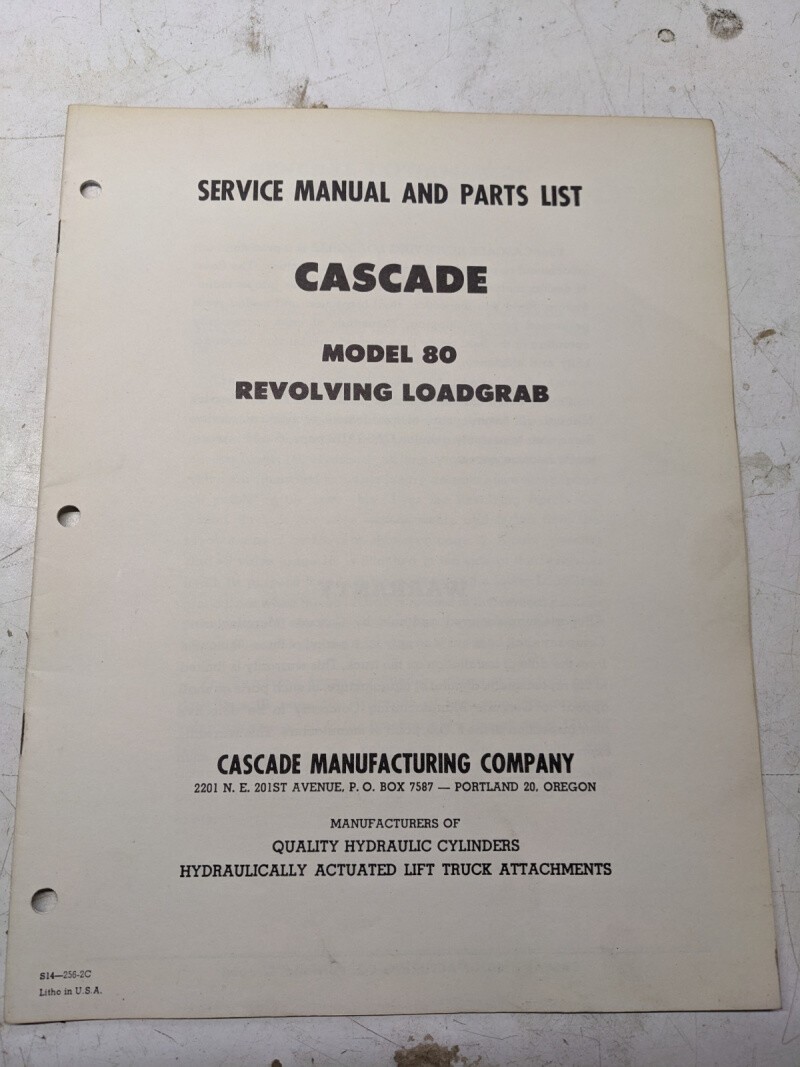 SERVICE MANUAL AND PARTS LIST
CASCADE
MODEL 80
REVOLVING LOADGRAB
CASCADE MANUFACTURING COMPANY
2201 N. E. 201ST AVENUE, P. O. BOX 7587 — PORTLAND 20, OREGON
MANUFACTURERS OF
QUALITY HYDRAULIC CYLINDERS
HYDRAULICALLY ACTUATED LIFT TRUCK ATTACHMENTS
S14—256-2C
Litho in U.S.A.